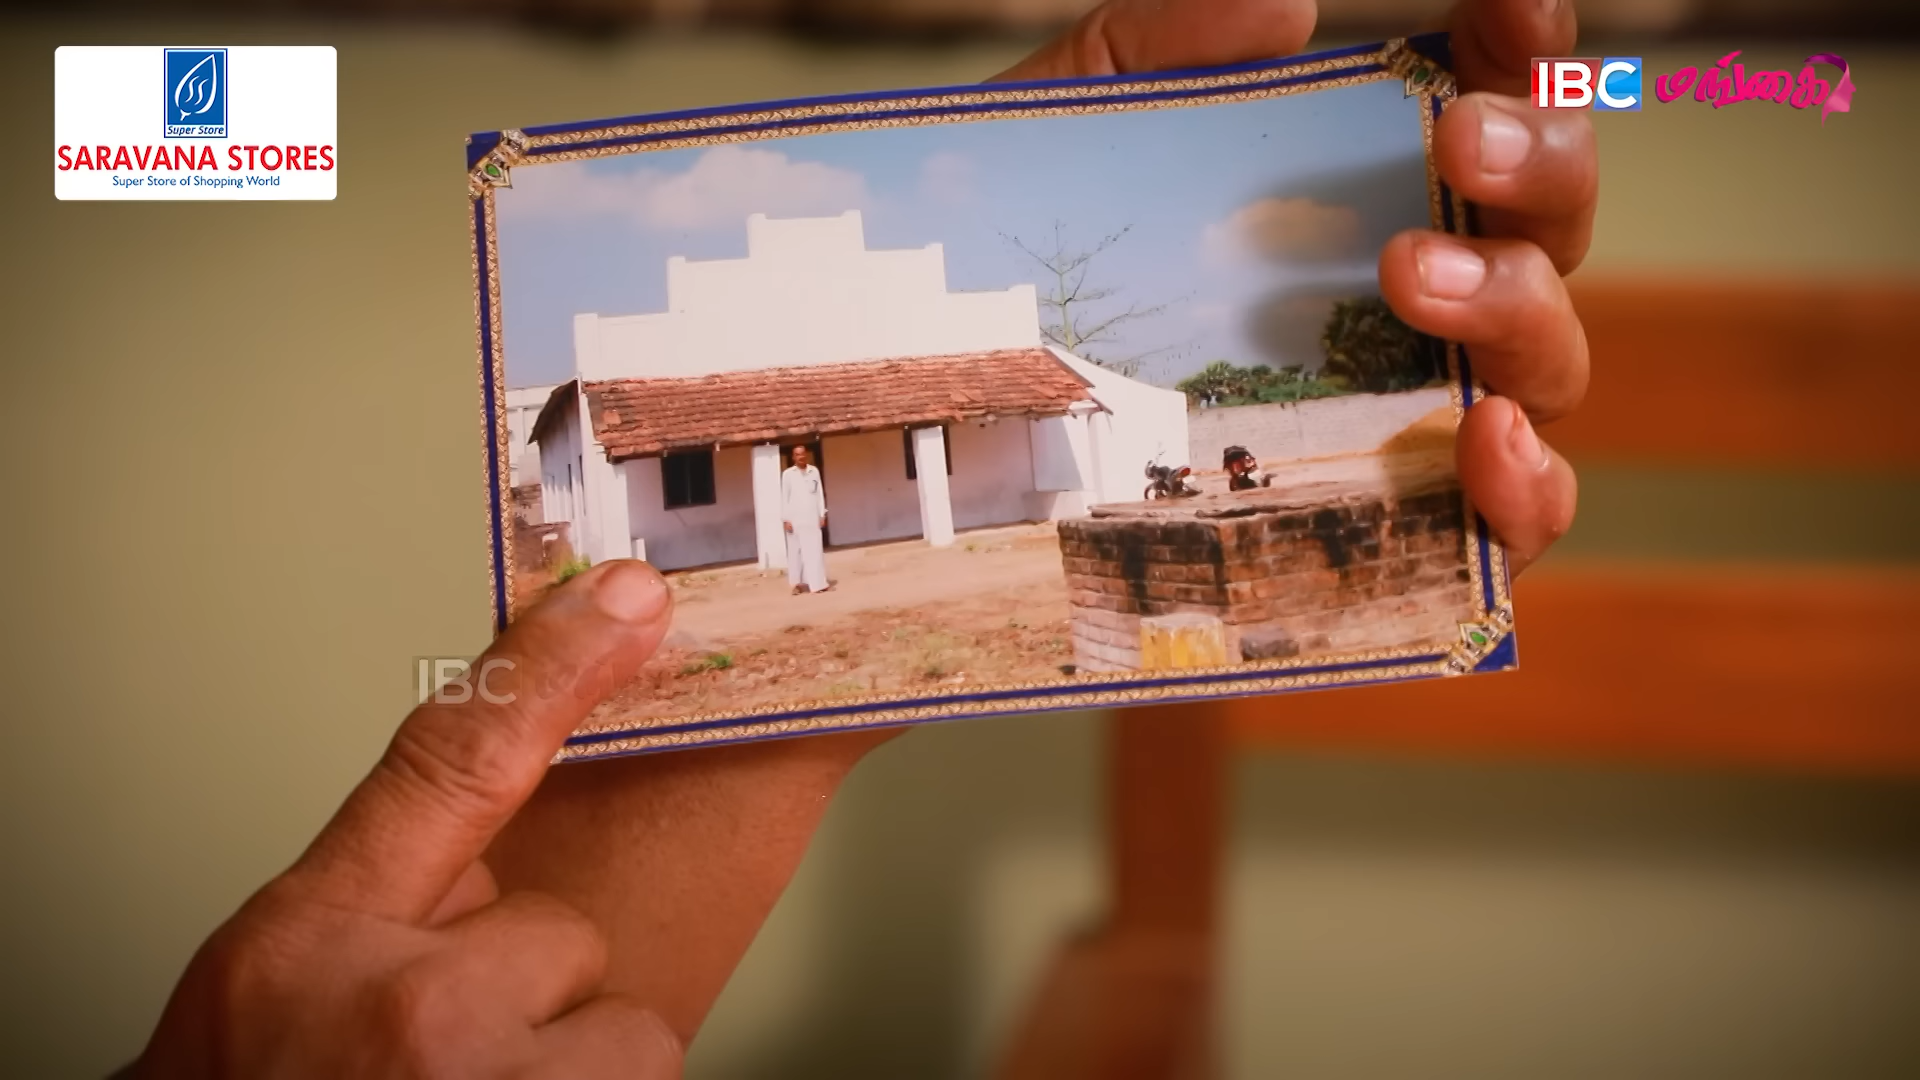 Super Store
SARAVANA STORES
Super Store of Shopping World
IBC மங்கை
IBC